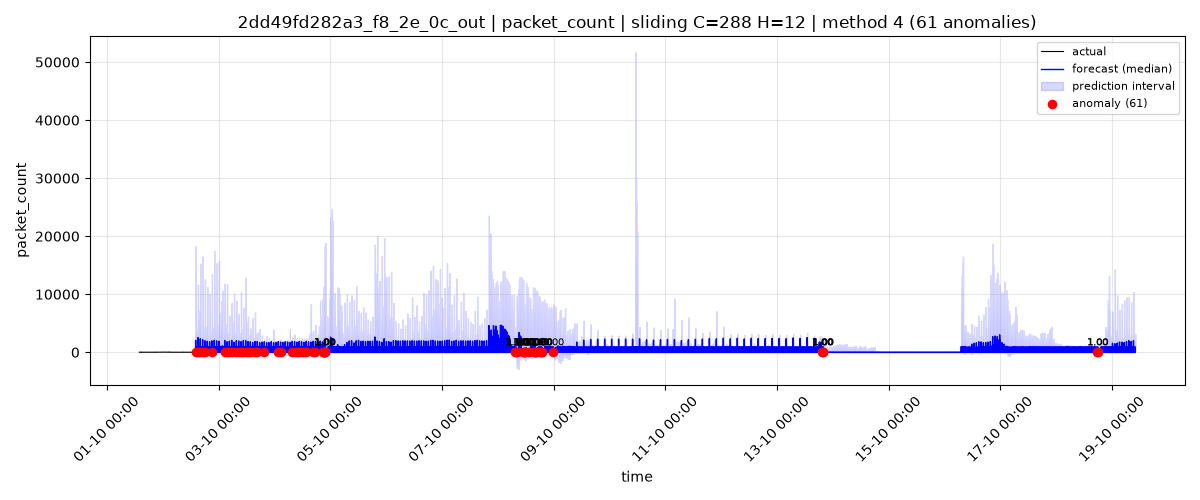 2dd49fd282a3_f8_2e_0c_out | packet_count | sliding C=288 H=12 | method 4 (61 anomalies)
actual
forecast (median)
prediction interval
anomaly (61)
packet_count
50000
40000
30000
20000
10000
0
1.00
1.00
1.00
01-10 00:00
03-10 00:00
05-10 00:00
07-10 00:00
09-10 00:00
11-10 00:00
13-10 00:00
15-10 00:00
17-10 00:00
19-10 00:00
time